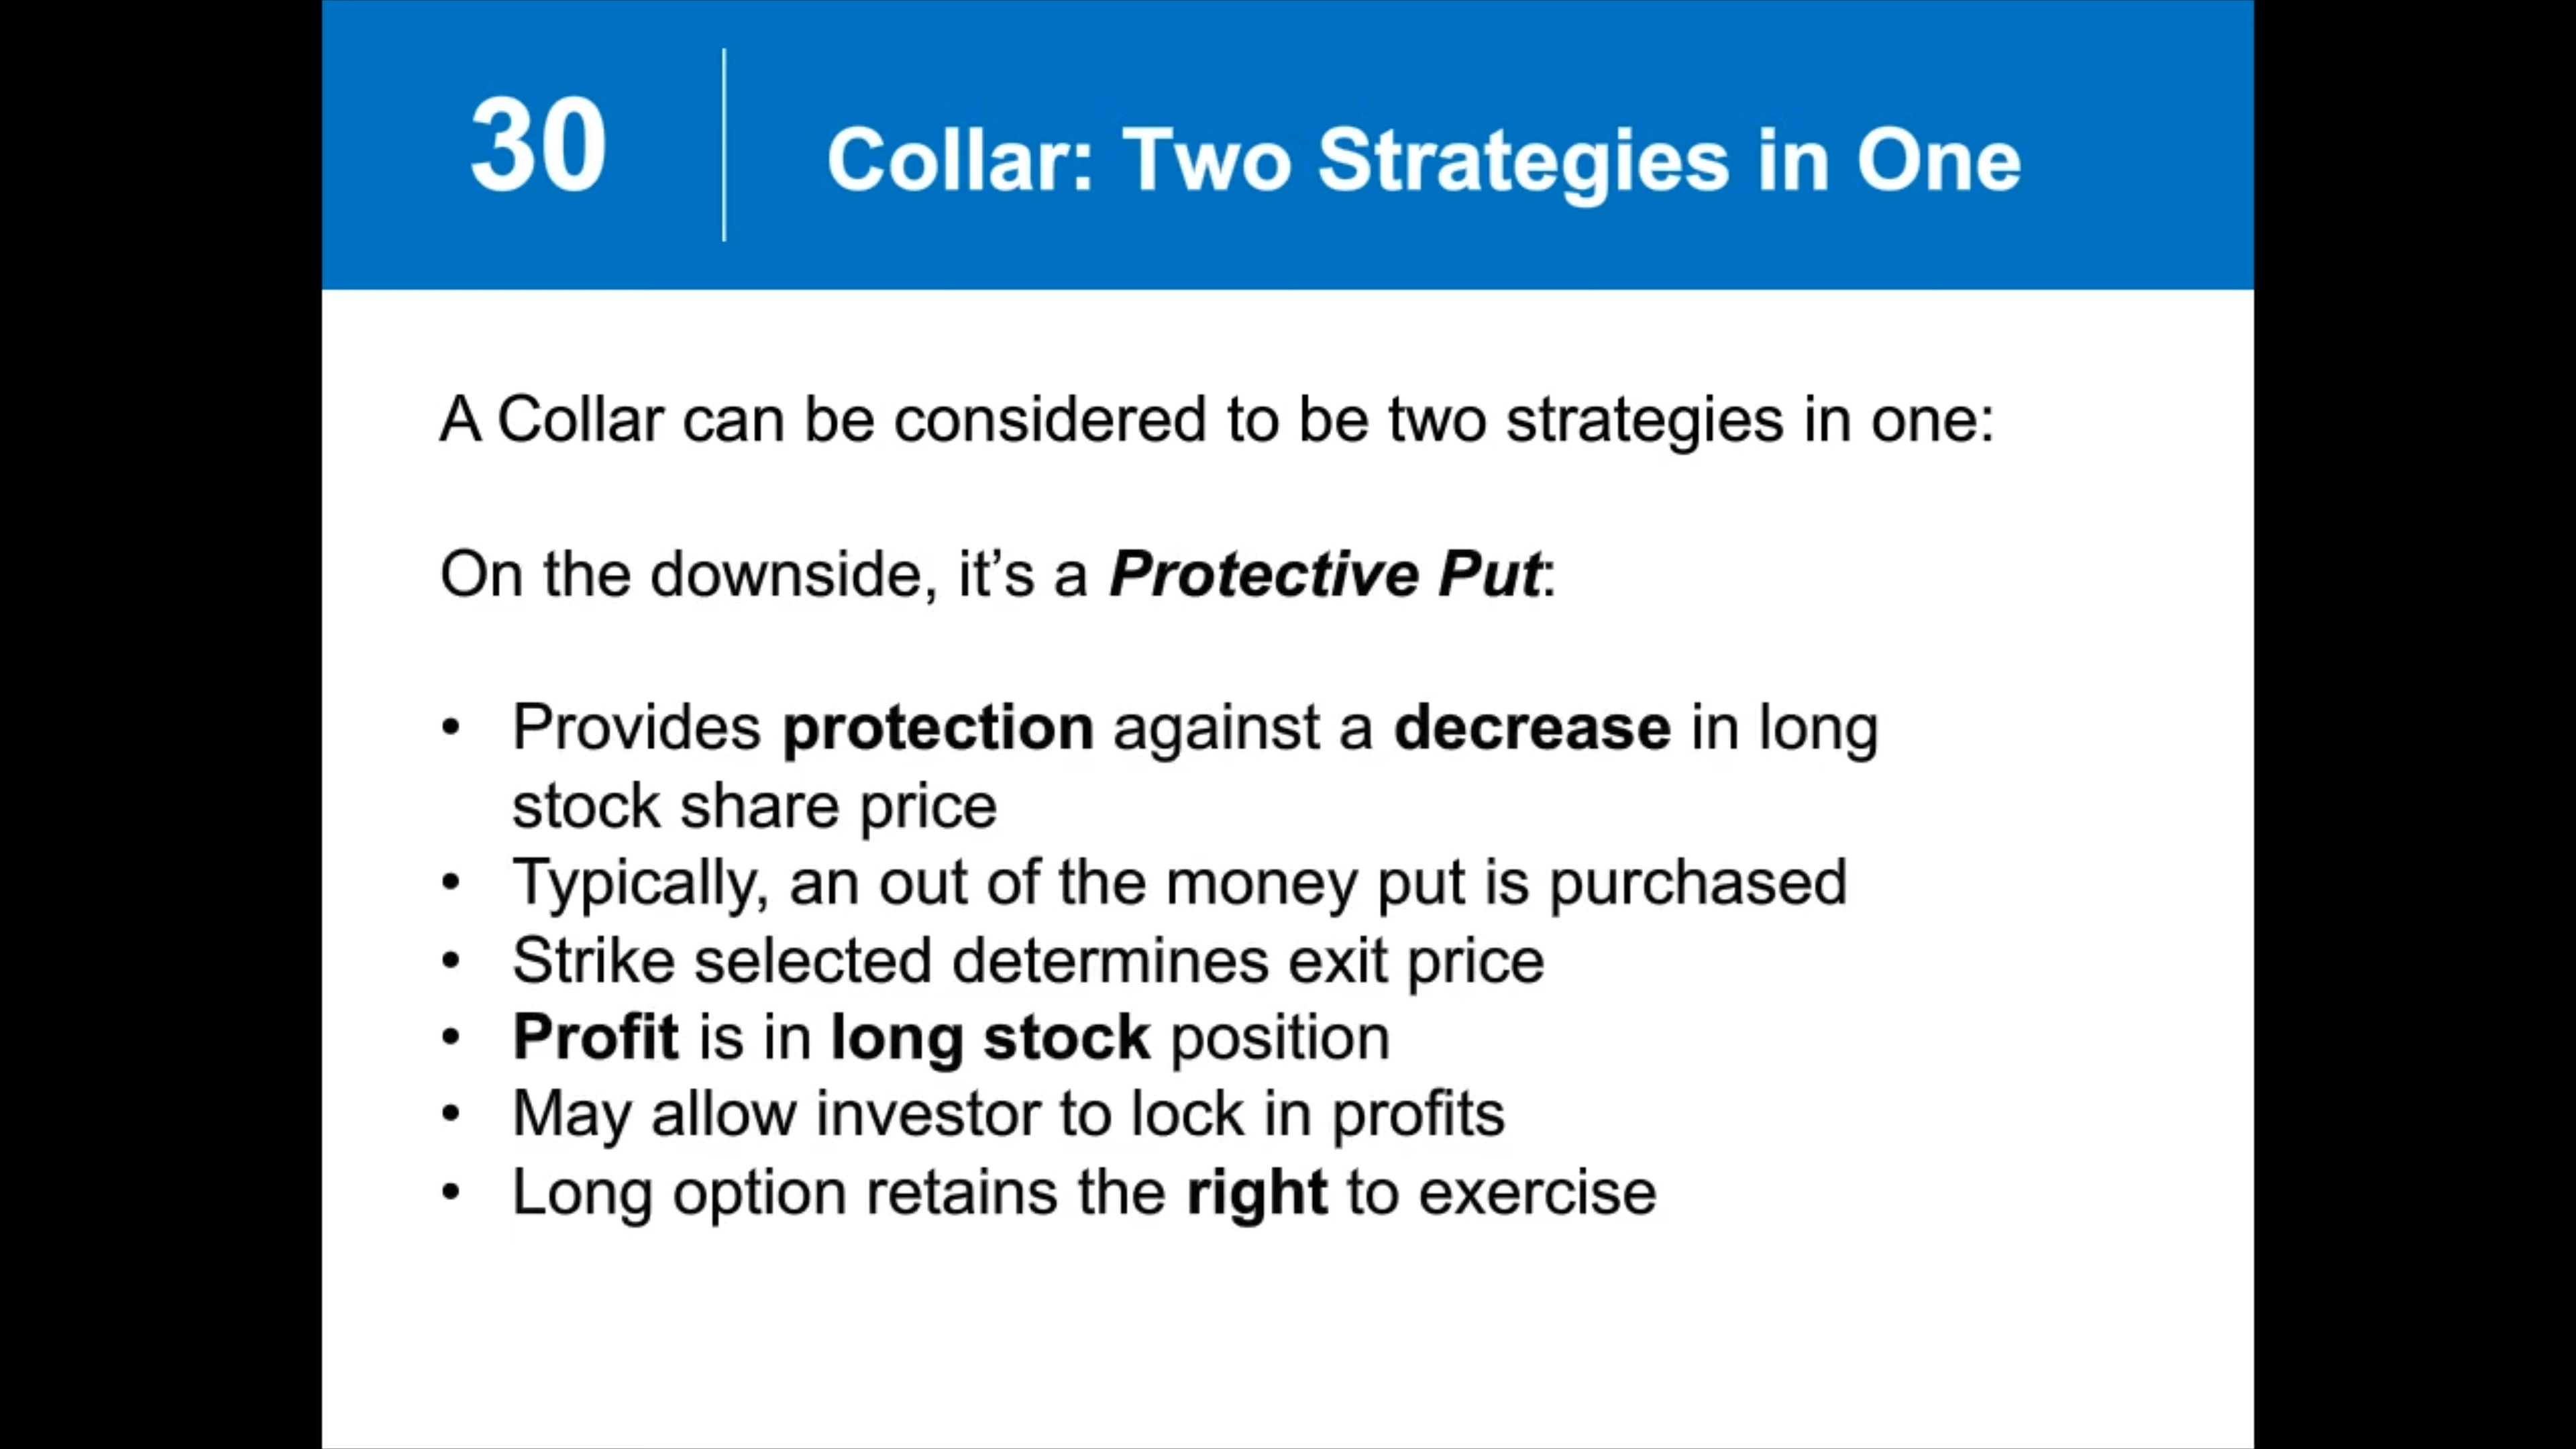 30
Collar: Two Strategies in One
A Collar can be considered to be two strategies in one:
On the downside, it’s a Protective Put:
• Provides protection against a decrease in long
stock share price
• Typically, an out of the money put is purchased
• Strike selected determines exit price
• Profit is in long stock position
• May allow investor to lock in profits
• Long option retains the right to exercise